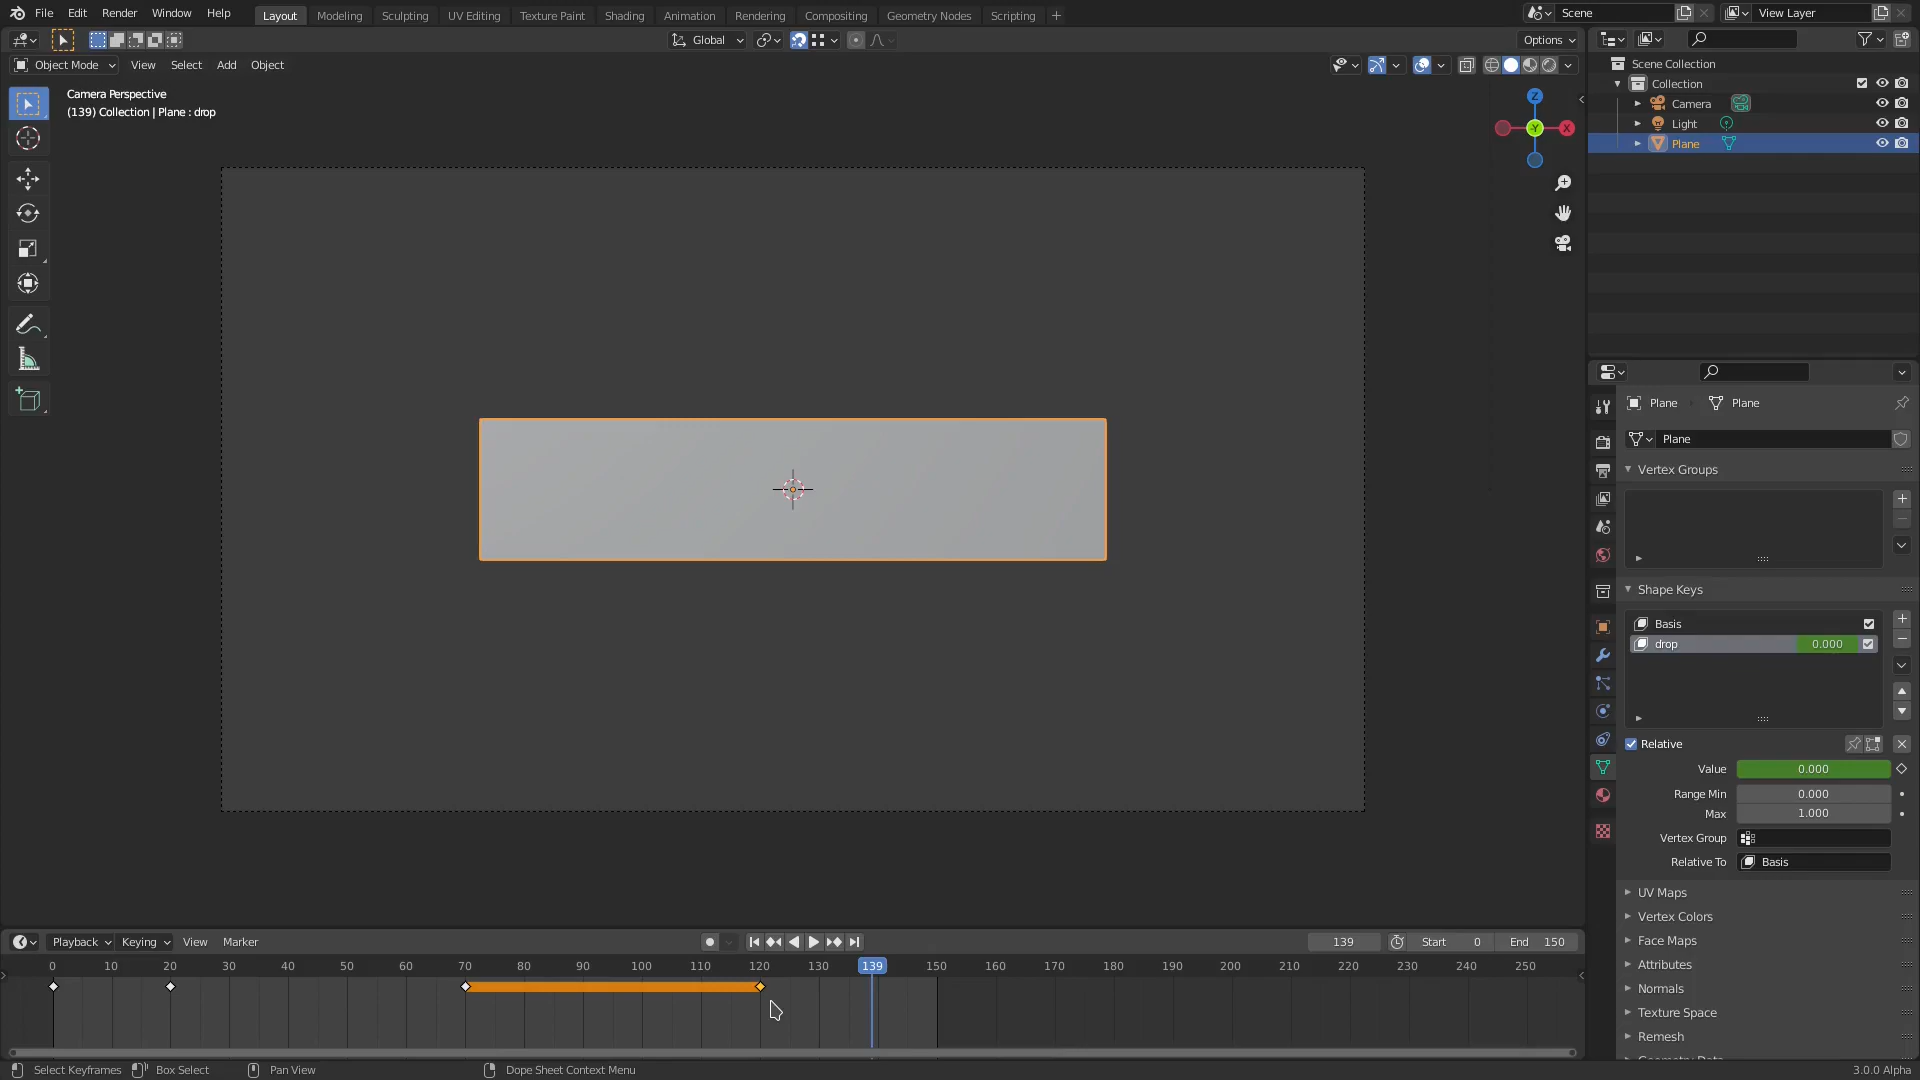 File Edit Render Window Help Layout Modeling Sculpting UV Editing Texture Paint Shading Animation Rendering Compositing Geometry Nodes Scripting + Scene View Layer
Global Options
Object Mode View Select Add Object
Camera Perspective
(139) Collection | Plane : drop
Z
Y
X
Scene Collection
Collection
Camera
Light
Plane
Plane Plane
Plane
Vertex Groups
Shape Keys
Basis
drop 0.000
Relative
Value 0.000
Range Min 0.000
Max 1.000
Vertex Group
Relative To Basis
UV Maps
Vertex Colors
Face Maps
Attributes
Normals
Texture Space
Remesh
Playback Keying View Marker 139 Start 0 End 150
0 10 20 30 40 50 60 70 80 90 100 110 120 130 139 150 160 170 180 190 200 210 220 230 240 250
Select Keyframes Box Select Pan View Dope Sheet Context Menu 3.0.0 Alpha